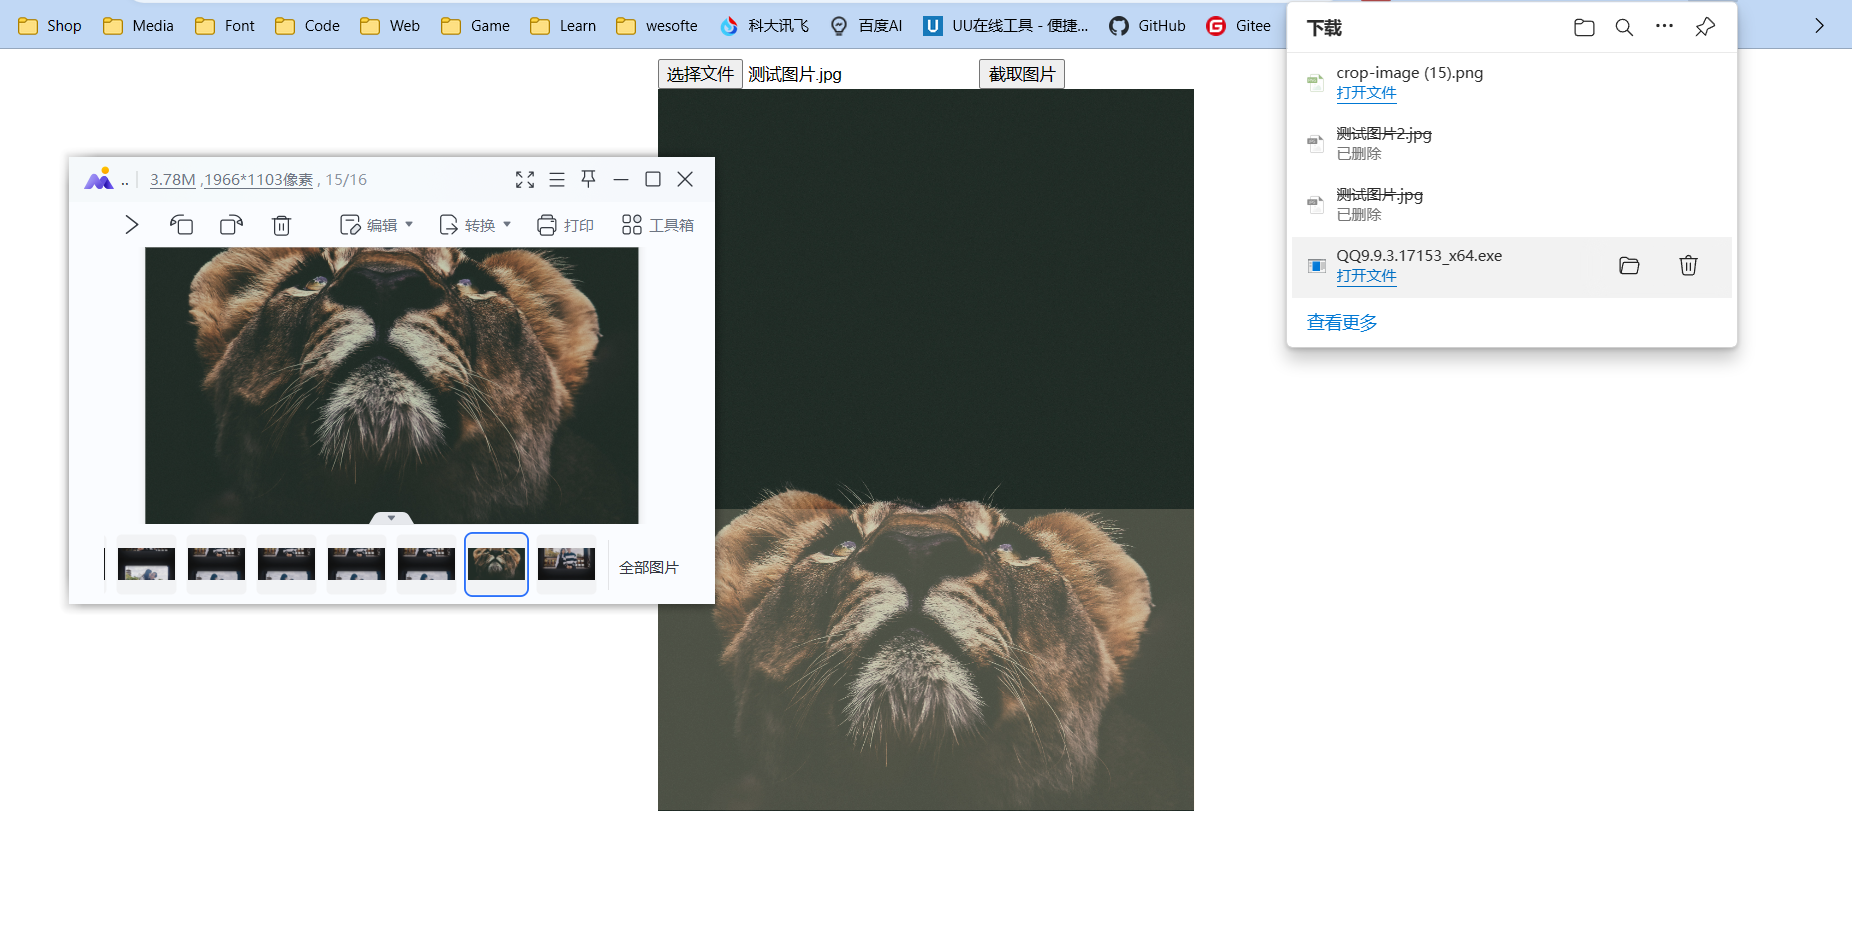 Shop Media Font Code Web Game Learn wesofte 科大讯飞 百度AI UU在线工具 - 便捷... GitHub Gitee
选择文件 测试图片.jpg 截取图片
.. 3.78M ,1966*1103像素 , 15/16
编辑 转换 打印 工具箱
全部图片
下载
crop-image (15).png
打开文件
测试图片2.jpg
已删除
测试图片.jpg
已删除
QQ9.9.3.17153_x64.exe
打开文件
查看更多